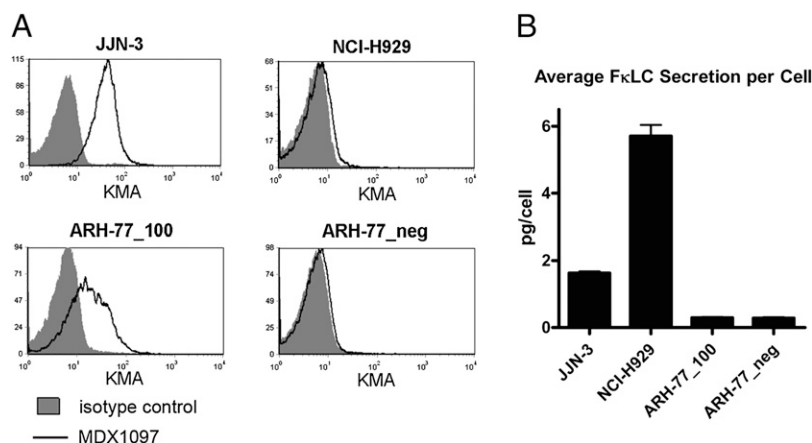 A
JJN-3
115
86
58
29
0
10⁰ 10¹ 10² 10³ 10⁴
KMA
NCI-H929
68
51
34
17
0
10⁰ 10¹ 10² 10³ 10⁴
KMA
ARH-77_100
94
71
47
24
0
10⁰ 10¹ 10² 10³ 10⁴
KMA
ARH-77_neg
98
74
49
25
0
10⁰ 10¹ 10² 10³ 10⁴
KMA
isotype control
MDX1097
B
Average FκLC Secretion per Cell
pg/cell
6
4
2
0
JJN-3
NCI-H929
ARH-77_100
ARH-77_neg